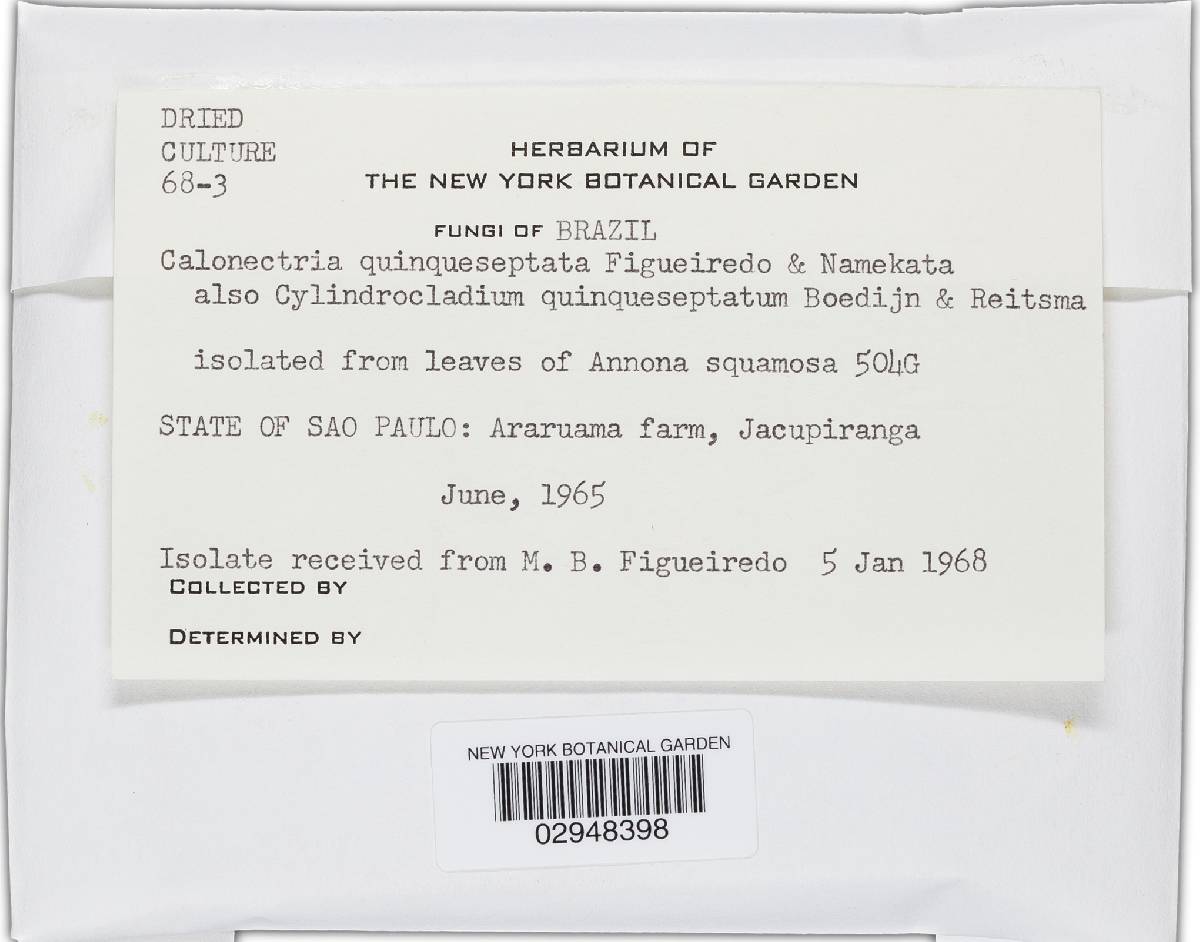 DRIED
CULTURE
68-3
HERBARIUM OF
THE NEW YORK BOTANICAL GARDEN
FUNGI OF BRAZIL
Calonectria quinqueseptata Figueiredo & Namekata
also Cylindrocladium quinqueseptatum Boedijn & Reitsma
isolated from leaves of Annona squamosa 504G
STATE OF SAO PAULO: Araruama farm, Jacupiranga
June, 1965
Isolate received from M. B. Figueiredo 5 Jan 1968
COLLECTED BY
DETERMINED BY
NEW YORK BOTANICAL GARDEN
02948398